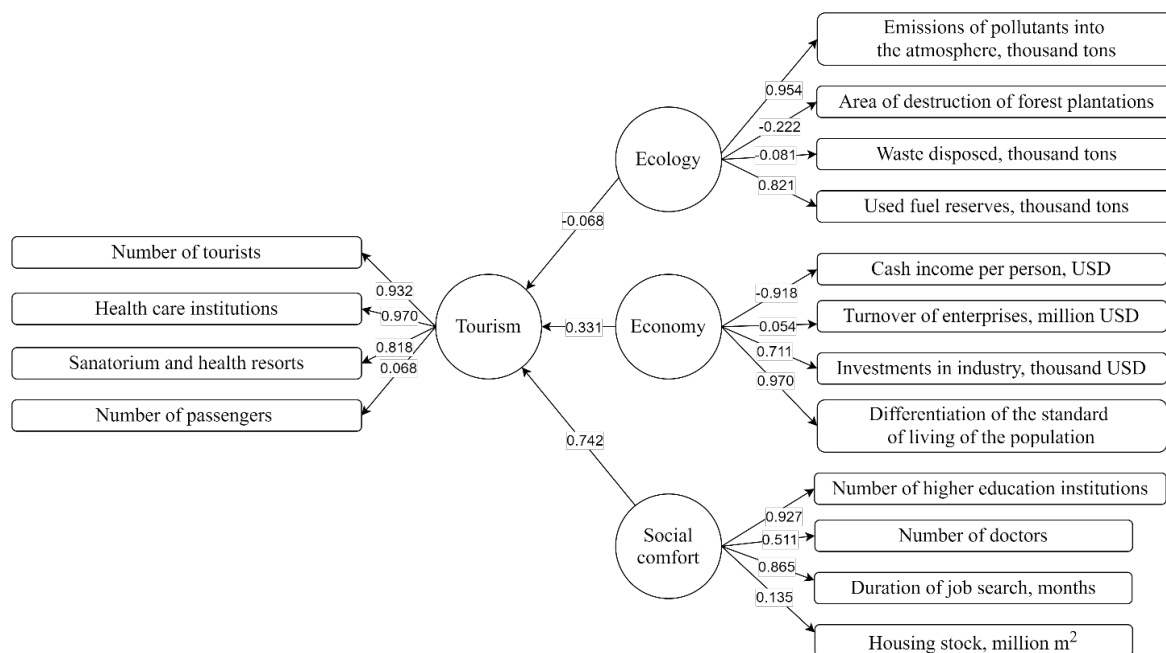 Emissions of pollutants into
the atmosphere, thousand tons
0.954
Area of destruction of forest plantations
-0.222
Ecology
Waste disposed, thousand tons
-0.081
0.821
Used fuel reserves, thousand tons
-0.068
Number of tourists
0.932
Health care institutions
0.970
Sanatorium and health resorts
0.818
0.068
Number of passengers
Tourism
0.331
Economy
Cash income per person, USD
-0.918
Turnover of enterprises, million USD
0.054
Investments in industry, thousand USD
0.711
0.970
Differentiation of the standard
of living of the population
0.742
Social
comfort
Number of higher education institutions
0.927
Number of doctors
0.511
Duration of job search, months
0.865
0.135
Housing stock, million m²